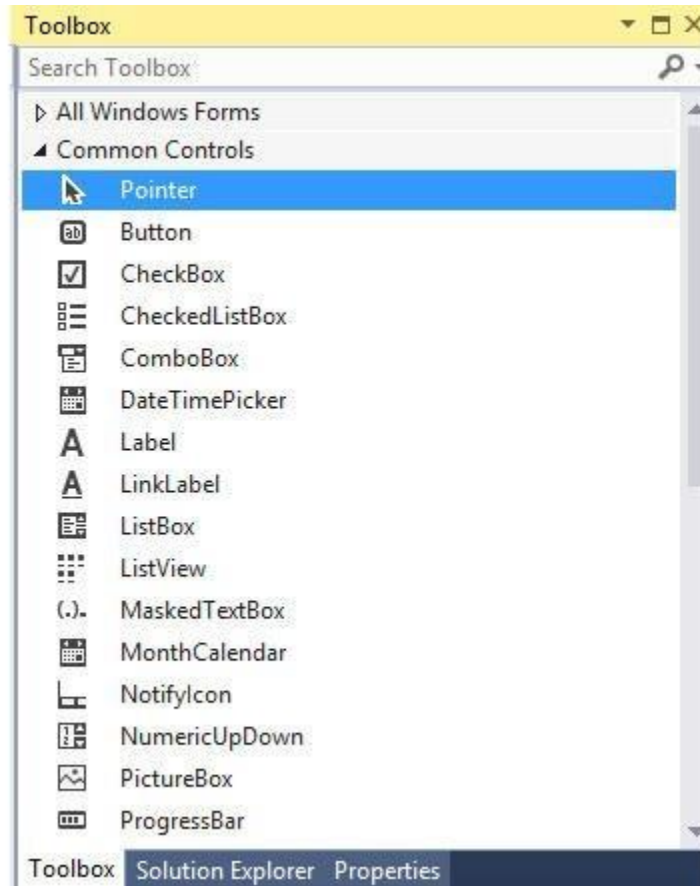 Toolbox
Search Toolbox
All Windows Forms
Common Controls
Pointer
Button
CheckBox
CheckedListBox
ComboBox
DateTimePicker
Label
LinkLabel
ListBox
ListView
MaskedTextBox
MonthCalendar
NotifyIcon
NumericUpDown
PictureBox
ProgressBar
Toolbox Solution Explorer Properties